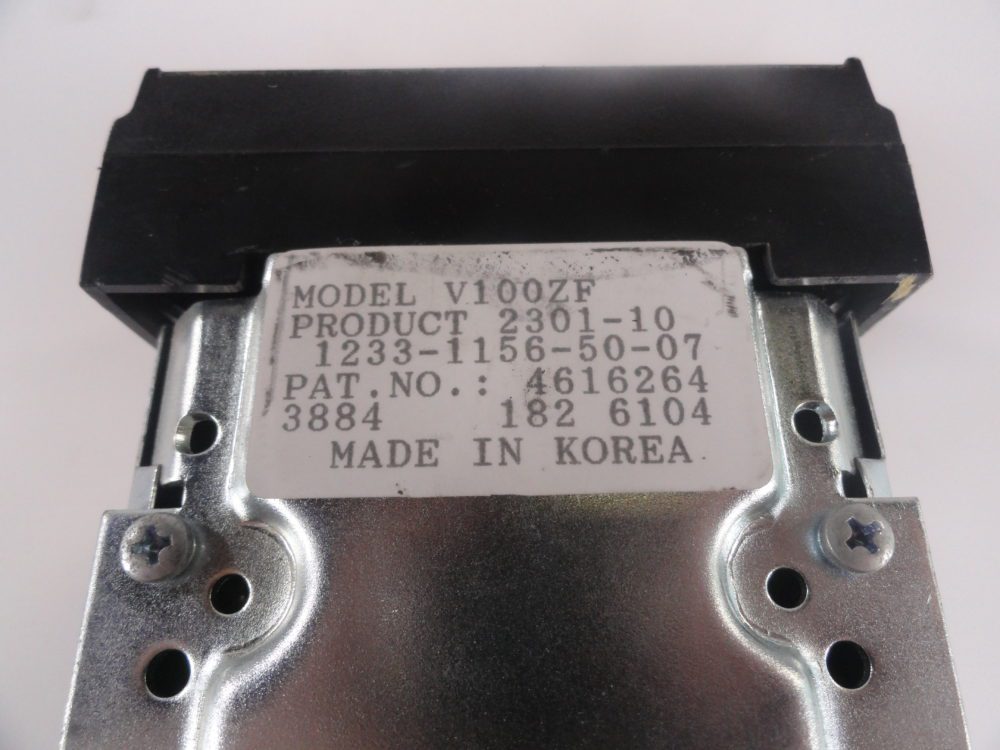 MODEL V100ZF
PRODUCT 2301-10
1233-1156-50-07
PAT.NO.: 4616264
3884 182 6104
MADE IN KOREA